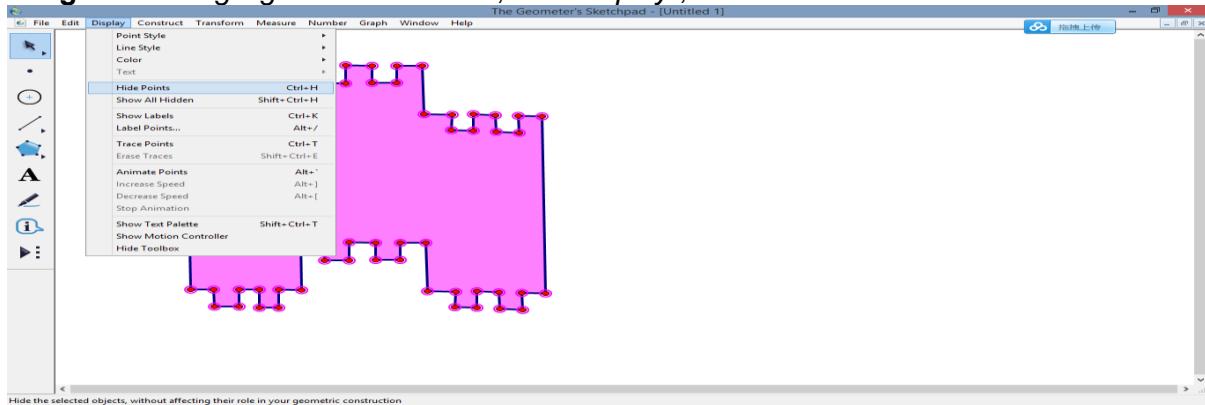 The Geometer's Sketchpad - [Untitled 1]
File Edit Display Construct Transform Measure Number Graph Window Help
拖拽上传
Point Style
Line Style
Color
Text
Hide Points Ctrl+H
Show All Hidden Shift+Ctrl+H
Show Labels Ctrl+K
Label Points... Alt+/
Trace Points Ctrl+T
Erase Traces Shift+Ctrl+E
Animate Points Alt+`
Increase Speed Alt+]
Decrease Speed Alt+[
Stop Animation
Show Text Palette Shift+Ctrl+T
Show Motion Controller
Hide Toolbox
A
Hide the selected objects, without affecting their role in your geometric construction